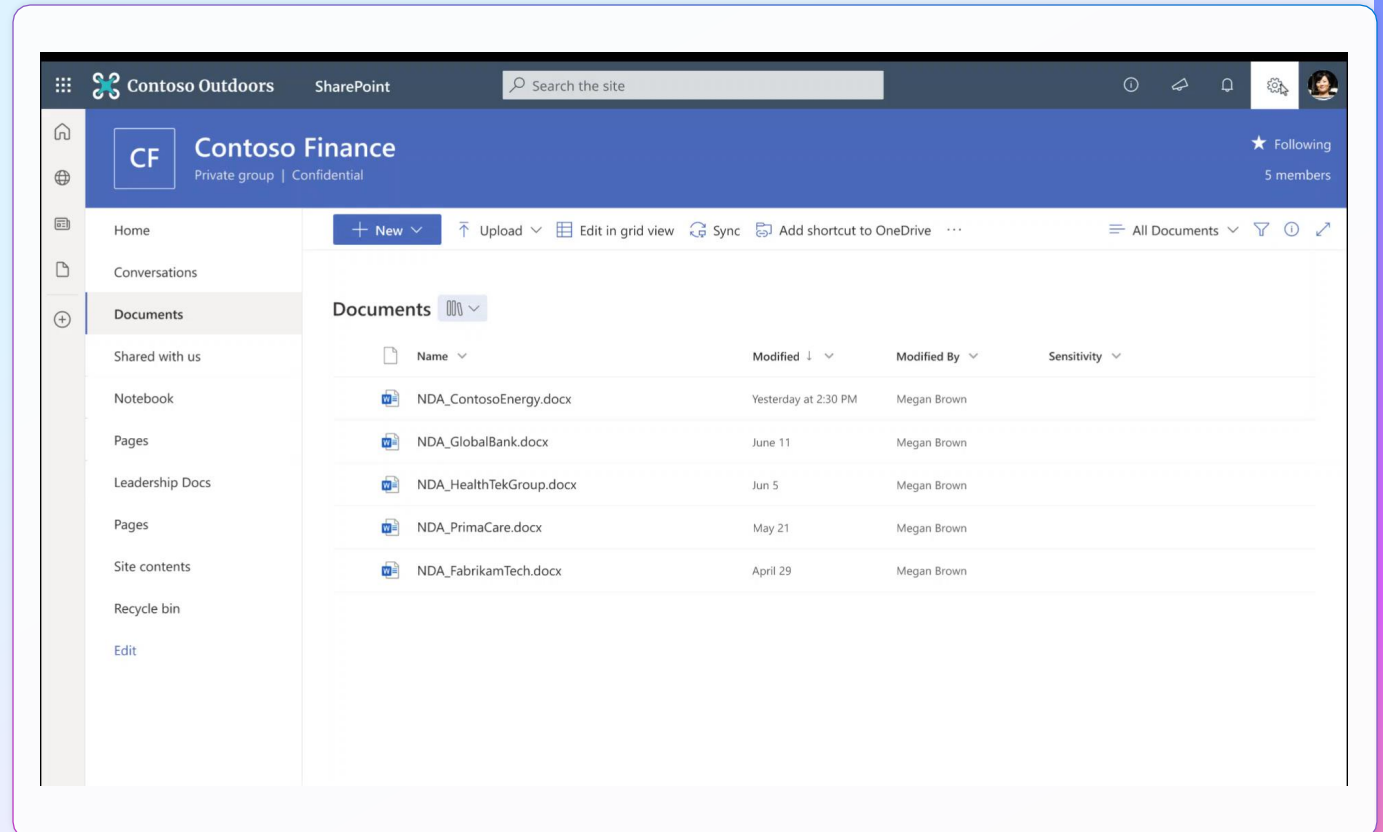 Contoso Outdoors SharePoint Search the site
CF
Contoso Finance
Private group | Confidential
Following
5 members
Home
Conversations
Documents
Shared with us
Notebook
Pages
Leadership Docs
Pages
Site contents
Recycle bin
Edit
New Upload Edit in grid view Sync Add shortcut to OneDrive ··· All Documents
Documents
Name Modified ↓ Modified By Sensitivity
NDA_ContosoEnergy.docx Yesterday at 2:30 PM Megan Brown
NDA_GlobalBank.docx June 11 Megan Brown
NDA_HealthTekGroup.docx Jun 5 Megan Brown
NDA_PrimaCare.docx May 21 Megan Brown
NDA_FabrikamTech.docx April 29 Megan Brown